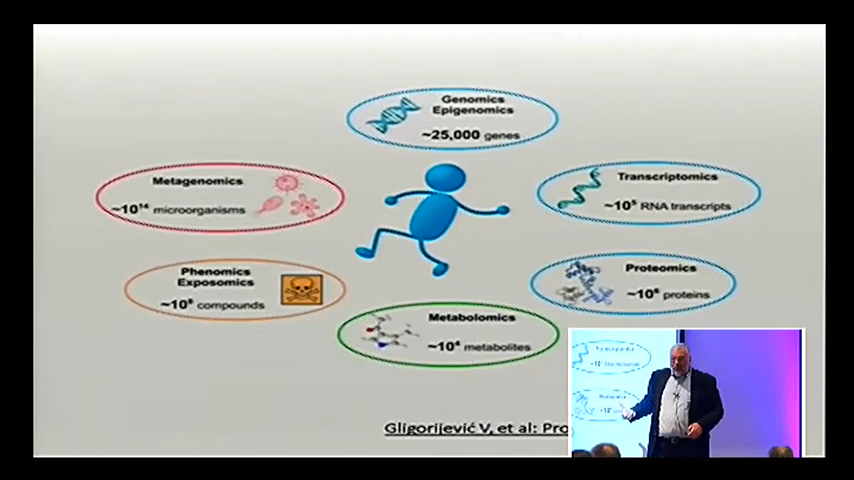 Genomics
Epigenomics
~25,000 genes
Metagenomics
~10¹⁴ microorganisms
Transcriptomics
~10⁵ RNA transcripts
Phenomics
Exposomics
compounds
Proteomics
~10⁶ proteins
Metabolomics
~10⁴ metabolites
Gligorijević V, et al: Pro